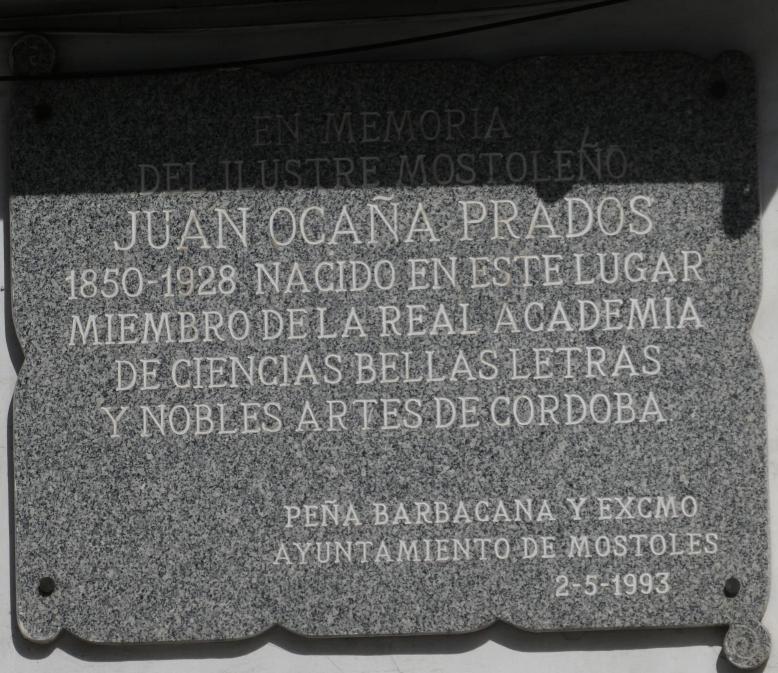 EN MEMORIA
DEL ILUSTRE MOSTOLEÑO
JUAN OCAÑA PRADOS
1850-1928 NACIDO EN ESTE LUGAR
MIEMBRO DE LA REAL ACADEMIA
DE CIENCIAS BELLAS LETRAS
Y NOBLES ARTES DE CORDOBA
PEÑA BARBACANA Y EXCMO
AYUNTAMIENTO DE MOSTOLES
2-5-1993